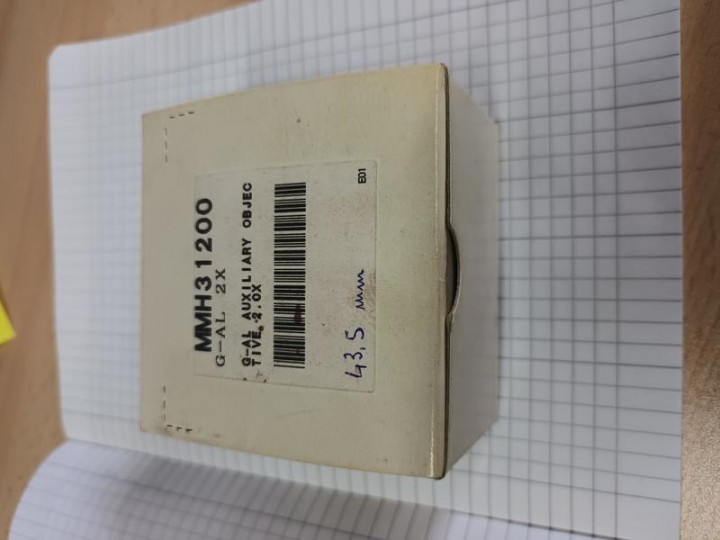 MMH31200
G-AL 2X
G-AL AUXILIARY OBJEC
TIVE 2.0X
E01
43,5 mm